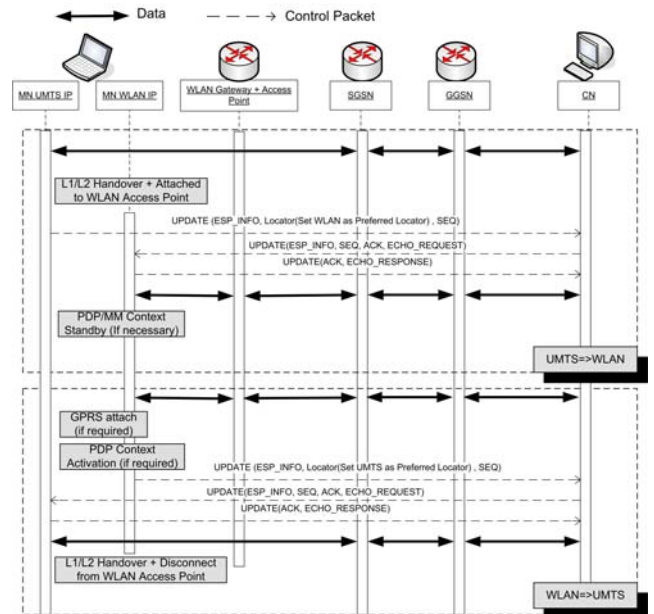 Data
Control Packet
MN UMTS IP
MN WLAN IP
WLAN Gateway + Access
Point
SGSN
GGSN
CN
L1/L2 Handover + Attached
to WLAN Access Point
UPDATE (ESP_INFO, Locator(Set WLAN as Preferred Locator) , SEQ)
UPDATE(ESP_INFO, SEQ, ACK, ECHO_REQUEST)
UPDATE(ACK, ECHO_RESPONSE)
PDP/MM Context
Standby (If necessary)
UMTS=>WLAN
GPRS attach
(if required)
PDP Context
Activation (if required)
UPDATE (ESP_INFO, Locator(Set UMTS as Preferred Locator) , SEQ)
UPDATE(ESP_INFO, SEQ, ACK, ECHO_REQUEST)
UPDATE(ACK, ECHO_RESPONSE)
L1/L2 Handover + Disconnect
from WLAN Access Point
WLAN=>UMTS